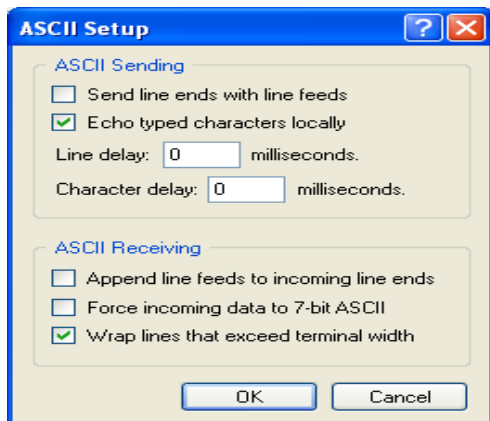 ASCII Setup
ASCII Sending
Send line ends with line feeds
Echo typed characters locally
Line delay: 0 milliseconds.
Character delay: 0 milliseconds.
ASCII Receiving
Append line feeds to incoming line ends
Force incoming data to 7-bit ASCII
Wrap lines that exceed terminal width
OK Cancel